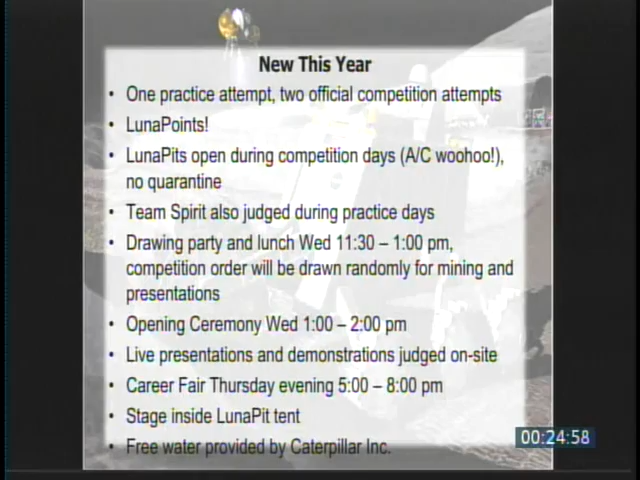 New This Year
• One practice attempt, two official competition attempts
• LunaPoints!
• LunaPits open during competition days (A/C woohoo!),
no quarantine
• Team Spirit also judged during practice days
• Drawing party and lunch Wed 11:30 – 1:00 pm,
competition order will be drawn randomly for mining and
presentations
• Opening Ceremony Wed 1:00 – 2:00 pm
• Live presentations and demonstrations judged on-site
• Career Fair Thursday evening 5:00 – 8:00 pm
• Stage inside LunaPit tent
• Free water provided by Caterpillar Inc.
00:24:58